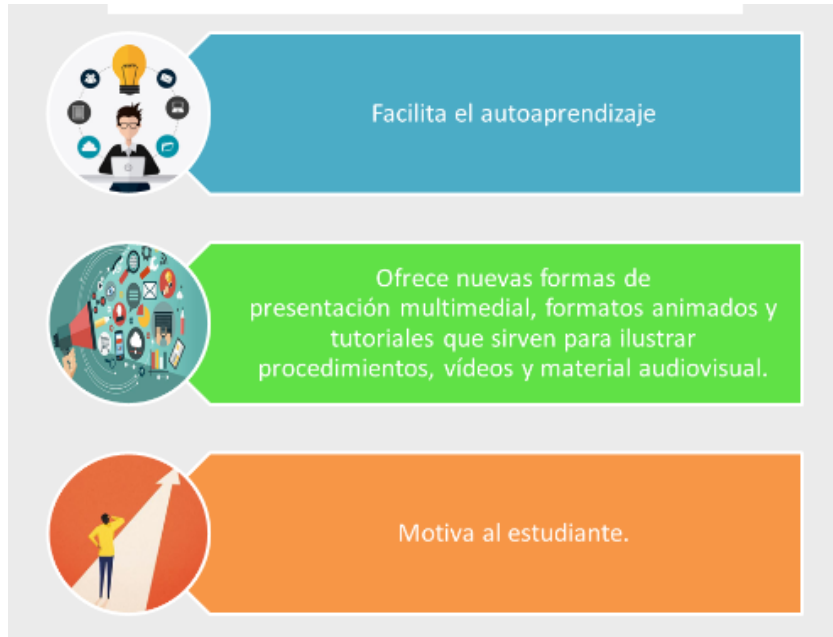 Facilita el autoaprendizaje
Ofrece nuevas formas de
presentación multimedial, formatos animados y
tutoriales que sirven para ilustrar
procedimientos, vídeos y material audiovisual.
Motiva al estudiante.